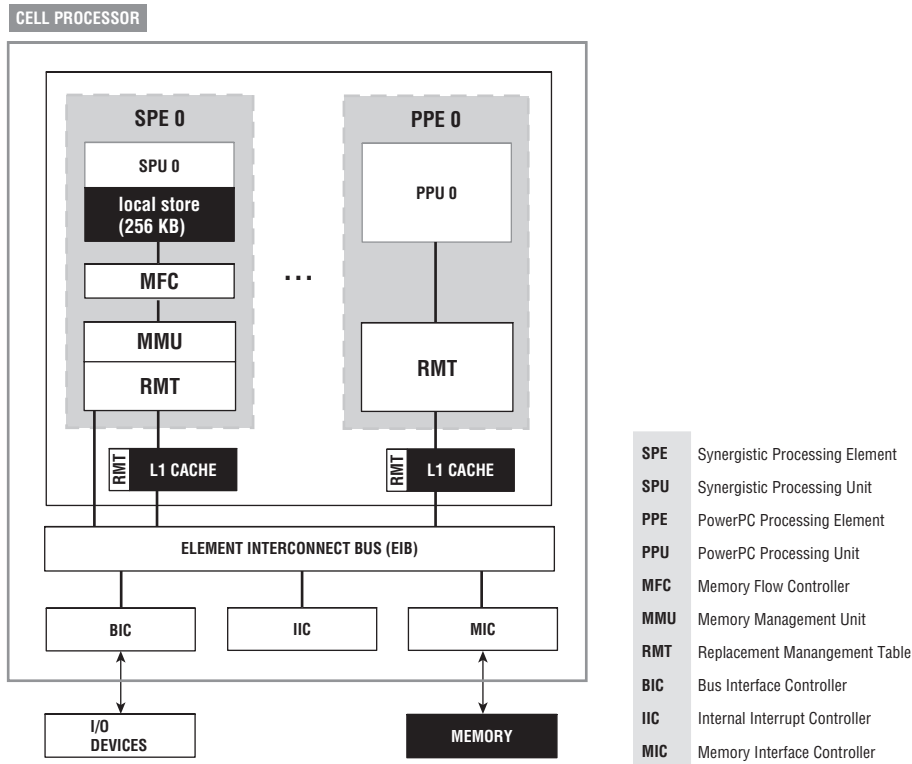 CELL PROCESSOR
SPE 0
SPU 0
local store
(256 KB)
MFC
MMU
RMT
RMT
L1 CACHE
...
PPE 0
PPU 0
RMT
RMT
L1 CACHE
ELEMENT INTERCONNECT BUS (EIB)
BIC
IIC
MIC
I/O
DEVICES
MEMORY
SPE Synergistic Processing Element
SPU Synergistic Processing Unit
PPE PowerPC Processing Element
PPU PowerPC Processing Unit
MFC Memory Flow Controller
MMU Memory Management Unit
RMT Replacement Manangement Table
BIC Bus Interface Controller
IIC Internal Interrupt Controller
MIC Memory Interface Controller